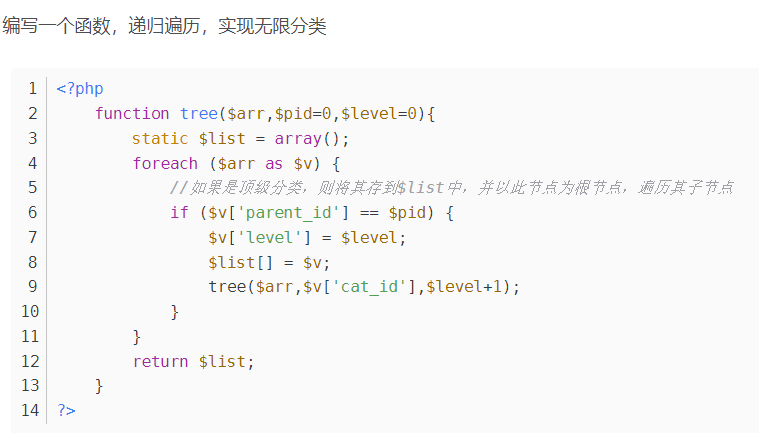 编写一个函数，递归遍历，实现无限分类
1 <?php
2     function tree($arr,$pid=0,$level=0){
3         static $list = array();
4         foreach ($arr as $v) {
5             //如果是顶级分类，则将其存到$list中，并以此节点为根节点，遍历其子节点
6             if ($v['parent_id'] == $pid) {
7                 $v['level'] = $level;
8                 $list[] = $v;
9                 tree($arr,$v['cat_id'],$level+1);
10             }
11         }
12         return $list;
13     }
14 ?>